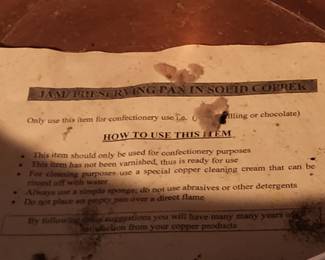 JAM/PRESERVING PAN IN SOLID COPPER
Only use this item for confectionery use i.e. ( filling or chocolate)
HOW TO USE THIS ITEM
• This item should only be used for confectionery purposes
• This item has not been varnished, thus is ready for use
• For cleaning purposes use a special copper cleaning cream that can be
round off with water
• Always use a simple sponge; do not use abrasives or other detergents
• Do not place an empty pan over a direct flame
By following these suggestions you will have many many years of
satisfaction from your copper products